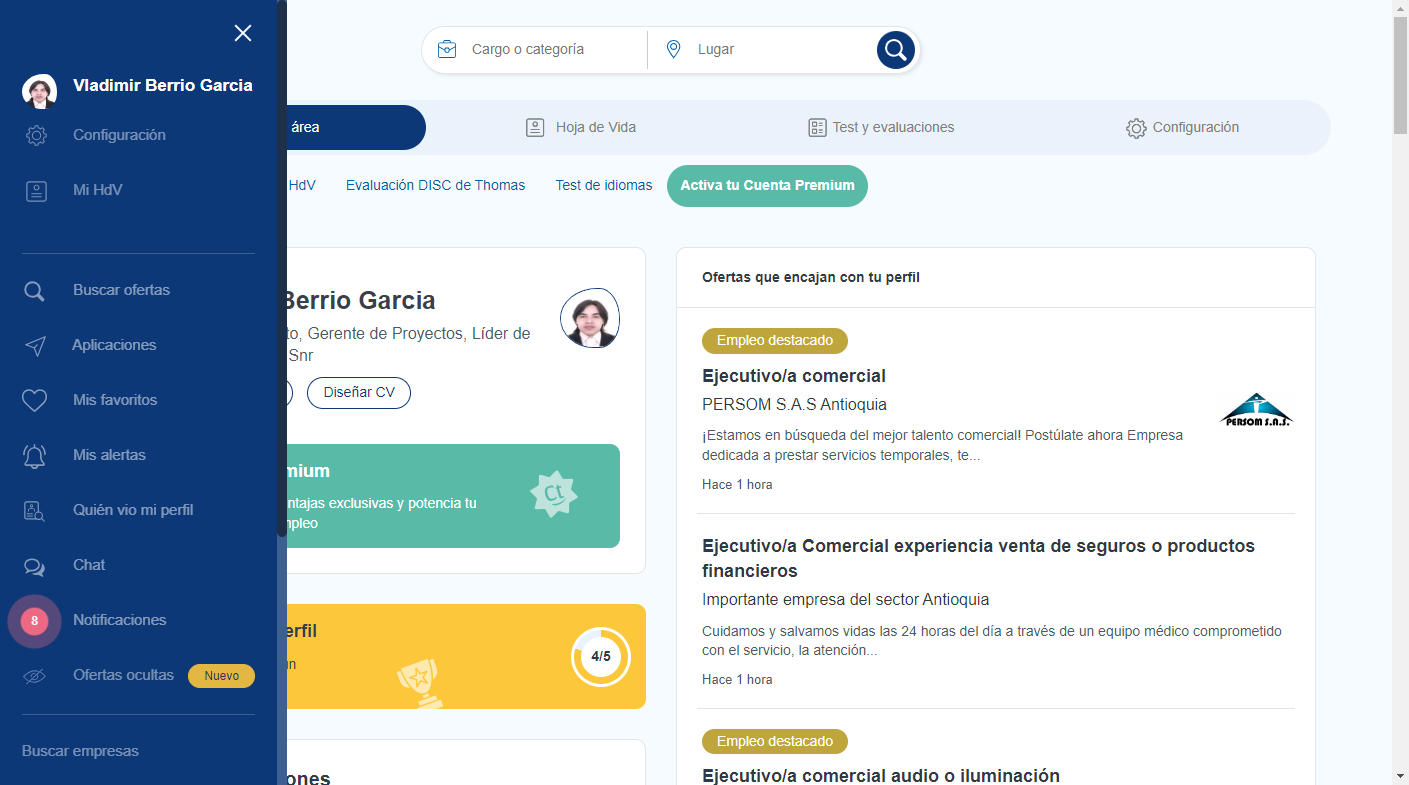 Vladimir Berrio Garcia
Configuración
Mi HdV
Buscar ofertas
Aplicaciones
Mis favoritos
Mis alertas
Quién vio mi perfil
Chat
8
Notificaciones
Ofertas ocultas
Nuevo
Buscar empresas
Cargo o categoría
Lugar
área
Hoja de Vida
Test y evaluaciones
Configuración
HdV
Evaluación DISC de Thomas
Test de idiomas
Activa tu Cuenta Premium
Berrio Garcia
to, Gerente de Proyectos, Líder de
Snr
Diseñar CV
mium
ntajas exclusivas y potencia tu
mpleo
Ct
erfil
ún
4/5
ones
Ofertas que encajan con tu perfil
Empleo destacado
Ejecutivo/a comercial
PERSOM S.A.S Antioquia
¡Estamos en búsqueda del mejor talento comercial! Postúlate ahora Empresa
dedicada a prestar servicios temporales, te...
Hace 1 hora
PERSOM S.A.S.
Ejecutivo/a Comercial experiencia venta de seguros o productos
financieros
Importante empresa del sector Antioquia
Cuidamos y salvamos vidas las 24 horas del día a través de un equipo médico comprometido
con el servicio, la atención...
Hace 1 hora
Empleo destacado
Ejecutivo/a comercial audio o iluminación